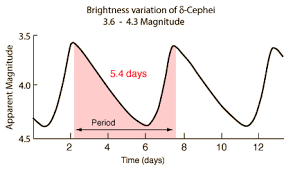 Brightness variation of δ-Cephei
3.6 - 4.3 Magnitude
3.5
5.4 days
4.0
Apparent Magnitude
Period
4.5
2 4 6 8 10 12
Time (days)